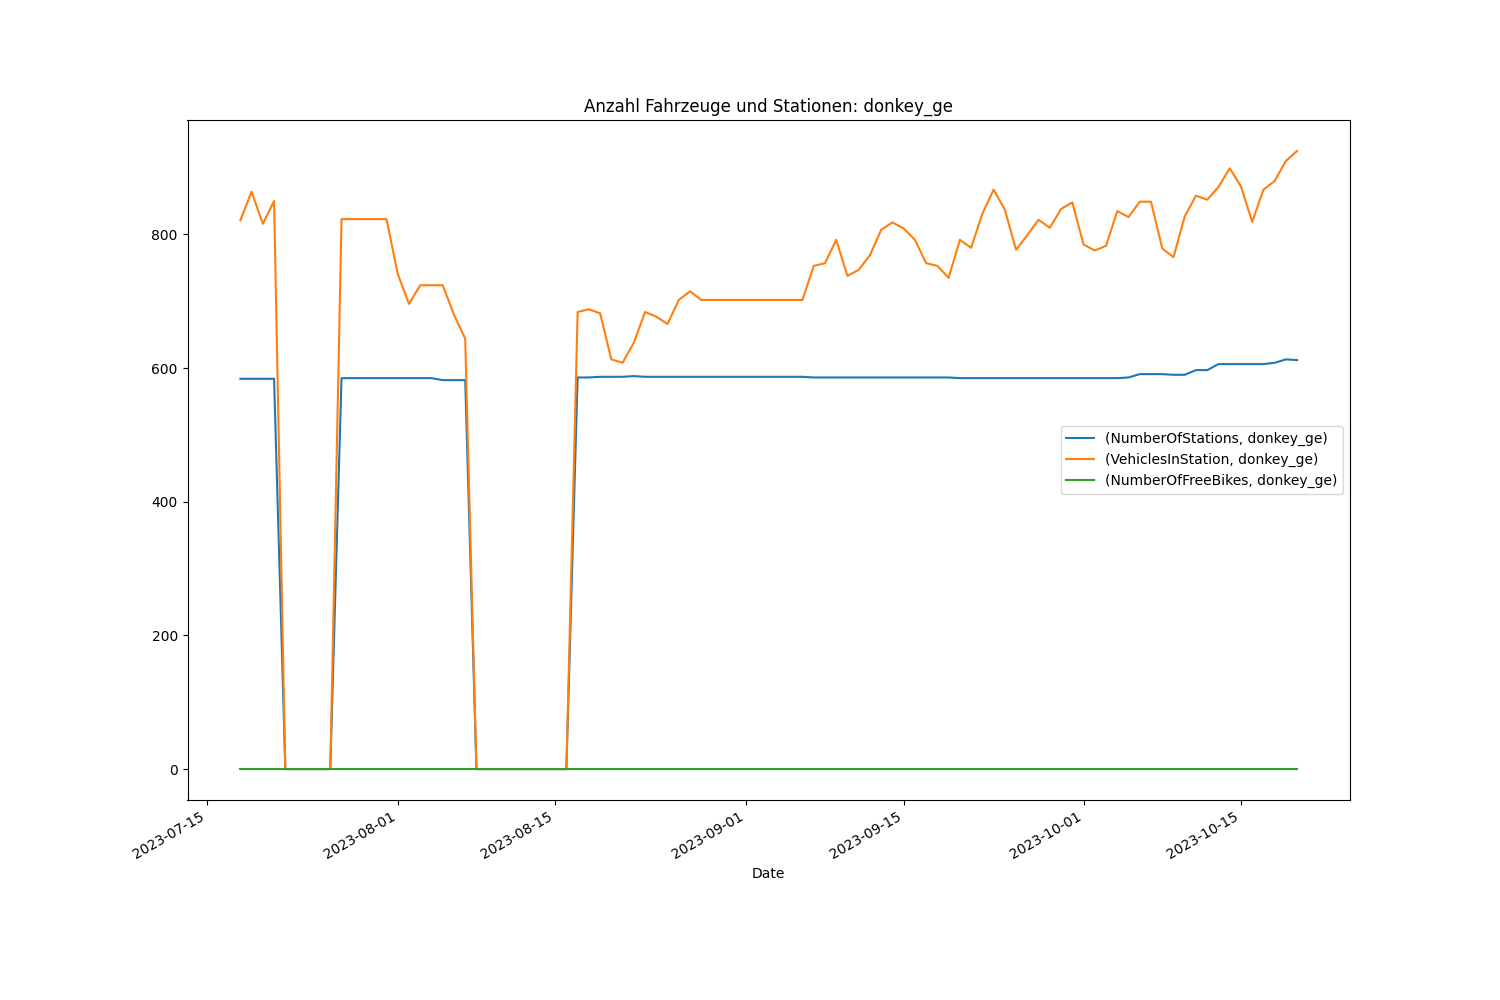 Anzahl Fahrzeuge und Stationen: donkey_ge
800
600
400
200
0
(NumberOfStations, donkey_ge)
(VehiclesInStation, donkey_ge)
(NumberOfFreeBikes, donkey_ge)
2023-07-15
2023-08-01
2023-08-15
2023-09-01
2023-09-15
2023-10-01
2023-10-15
Date